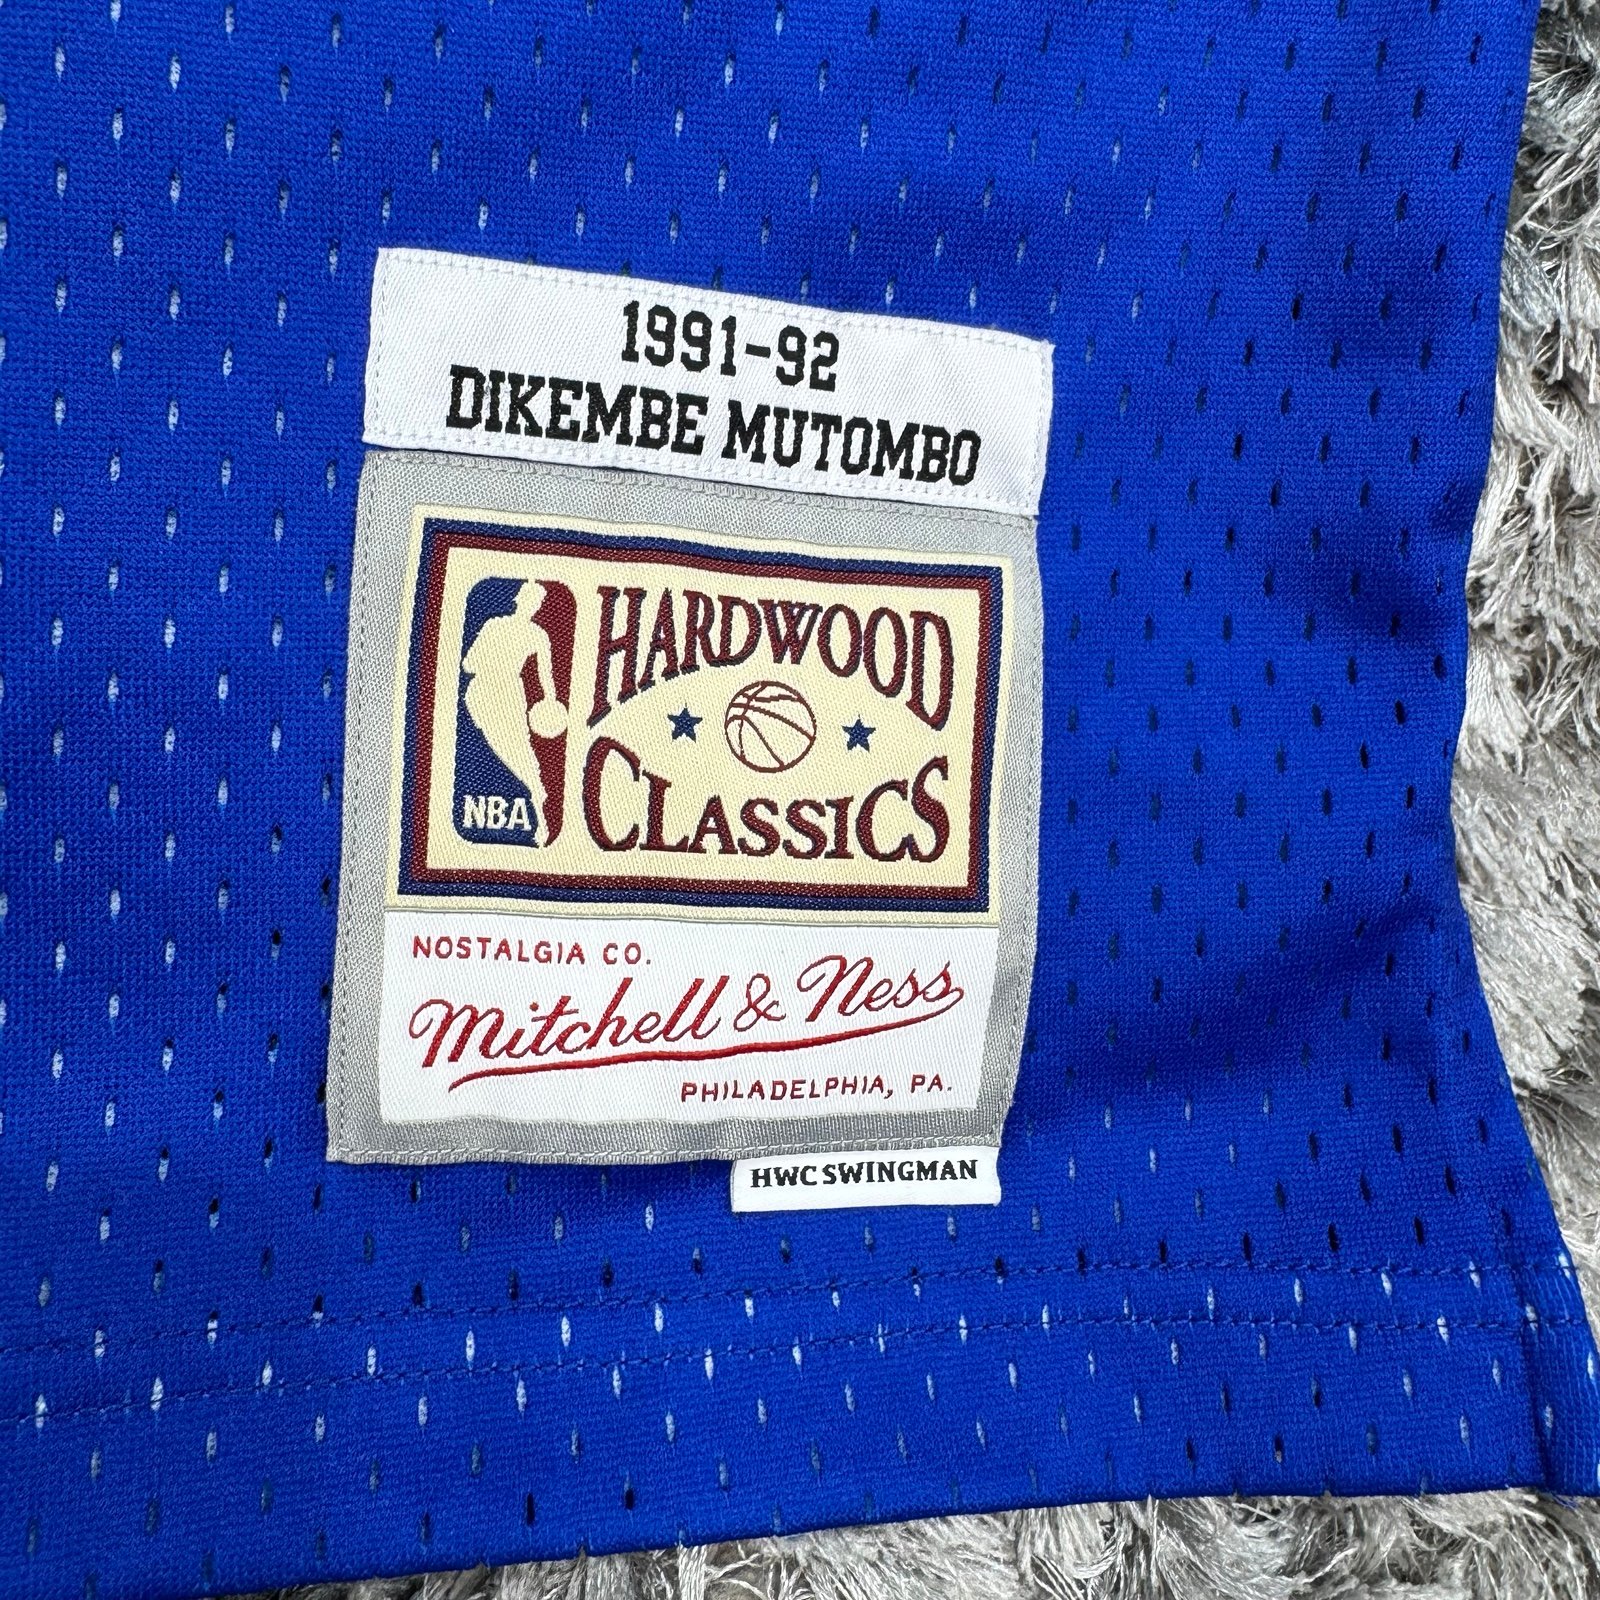 1991-92
DIKEMBE MUTOMBO
HARDWOOD
CLASSICS
NBA
NOSTALGIA CO.
Mitchell & Ness
PHILADELPHIA, PA.
HWC SWINGMAN